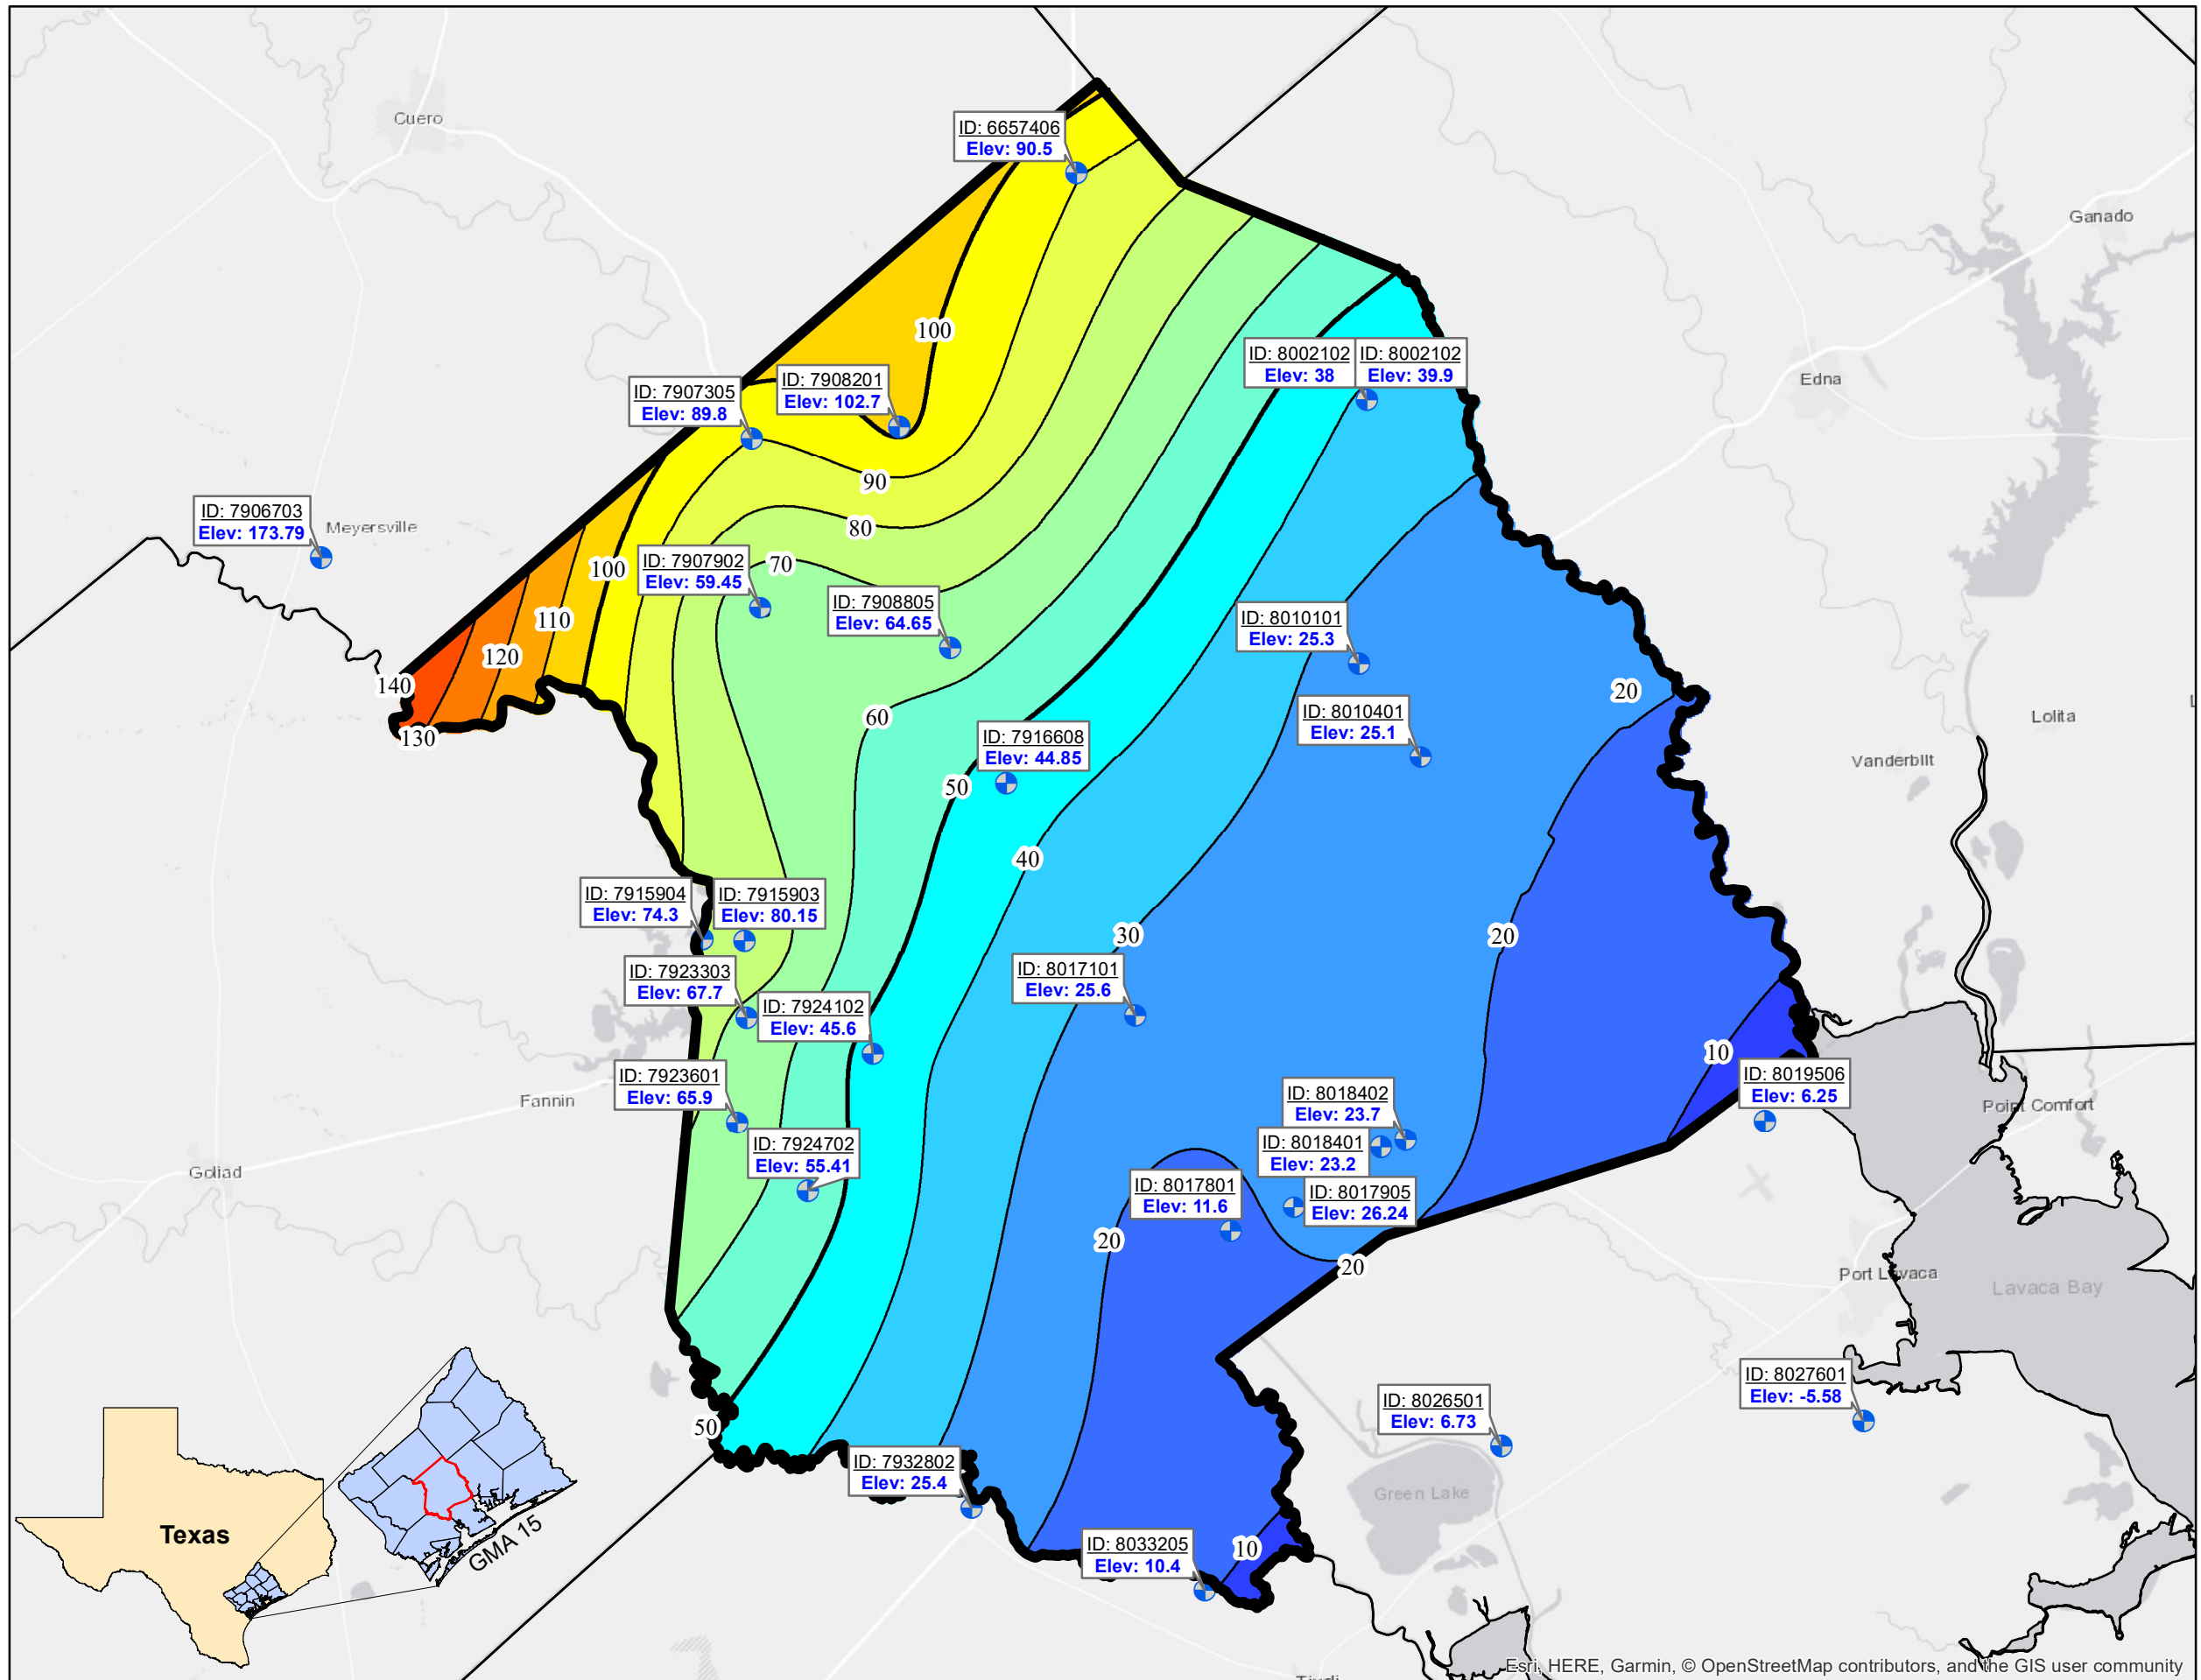 Cuero
ID: 6657406
Elev: 90.5
Ganado
100
ID: 8002102
Elev: 38
ID: 8002102
Elev: 39.9
ID: 7907305
Elev: 89.8
ID: 7908201
Elev: 102.7
Edna
90
ID: 7906703
Elev: 173.79
Meyersville
80
100
ID: 7907902
Elev: 59.45
70
ID: 7908805
Elev: 64.65
110
ID: 8010101
Elev: 25.3
120
140
20
130
60
ID: 8010401
Elev: 25.1
Lolita
ID: 7916608
Elev: 44.85
50
Vanderbilt
40
ID: 7915904
Elev: 74.3
ID: 7915903
Elev: 80.15
30
20
ID: 7923303
Elev: 67.7
ID: 8017101
Elev: 25.6
ID: 7924102
Elev: 45.6
10
ID: 7923601
Elev: 65.9
Fannin
ID: 8018402
Elev: 23.7
ID: 8019506
Elev: 6.25
Point Comfort
ID: 7924702
Elev: 55.41
ID: 8018401
Elev: 23.2
Goliad
ID: 8017801
Elev: 11.6
ID: 8017905
Elev: 26.24
20
20
Port Lavaca
Lavaca Bay
ID: 8027601
Elev: -5.58
ID: 8026501
Elev: 6.73
50
ID: 7932802
Elev: 25.4
Green Lake
Texas
GMA 15
ID: 8033205
Elev: 10.4
10
Esri, HERE, Garmin, © OpenStreetMap contributors, and the GIS user community